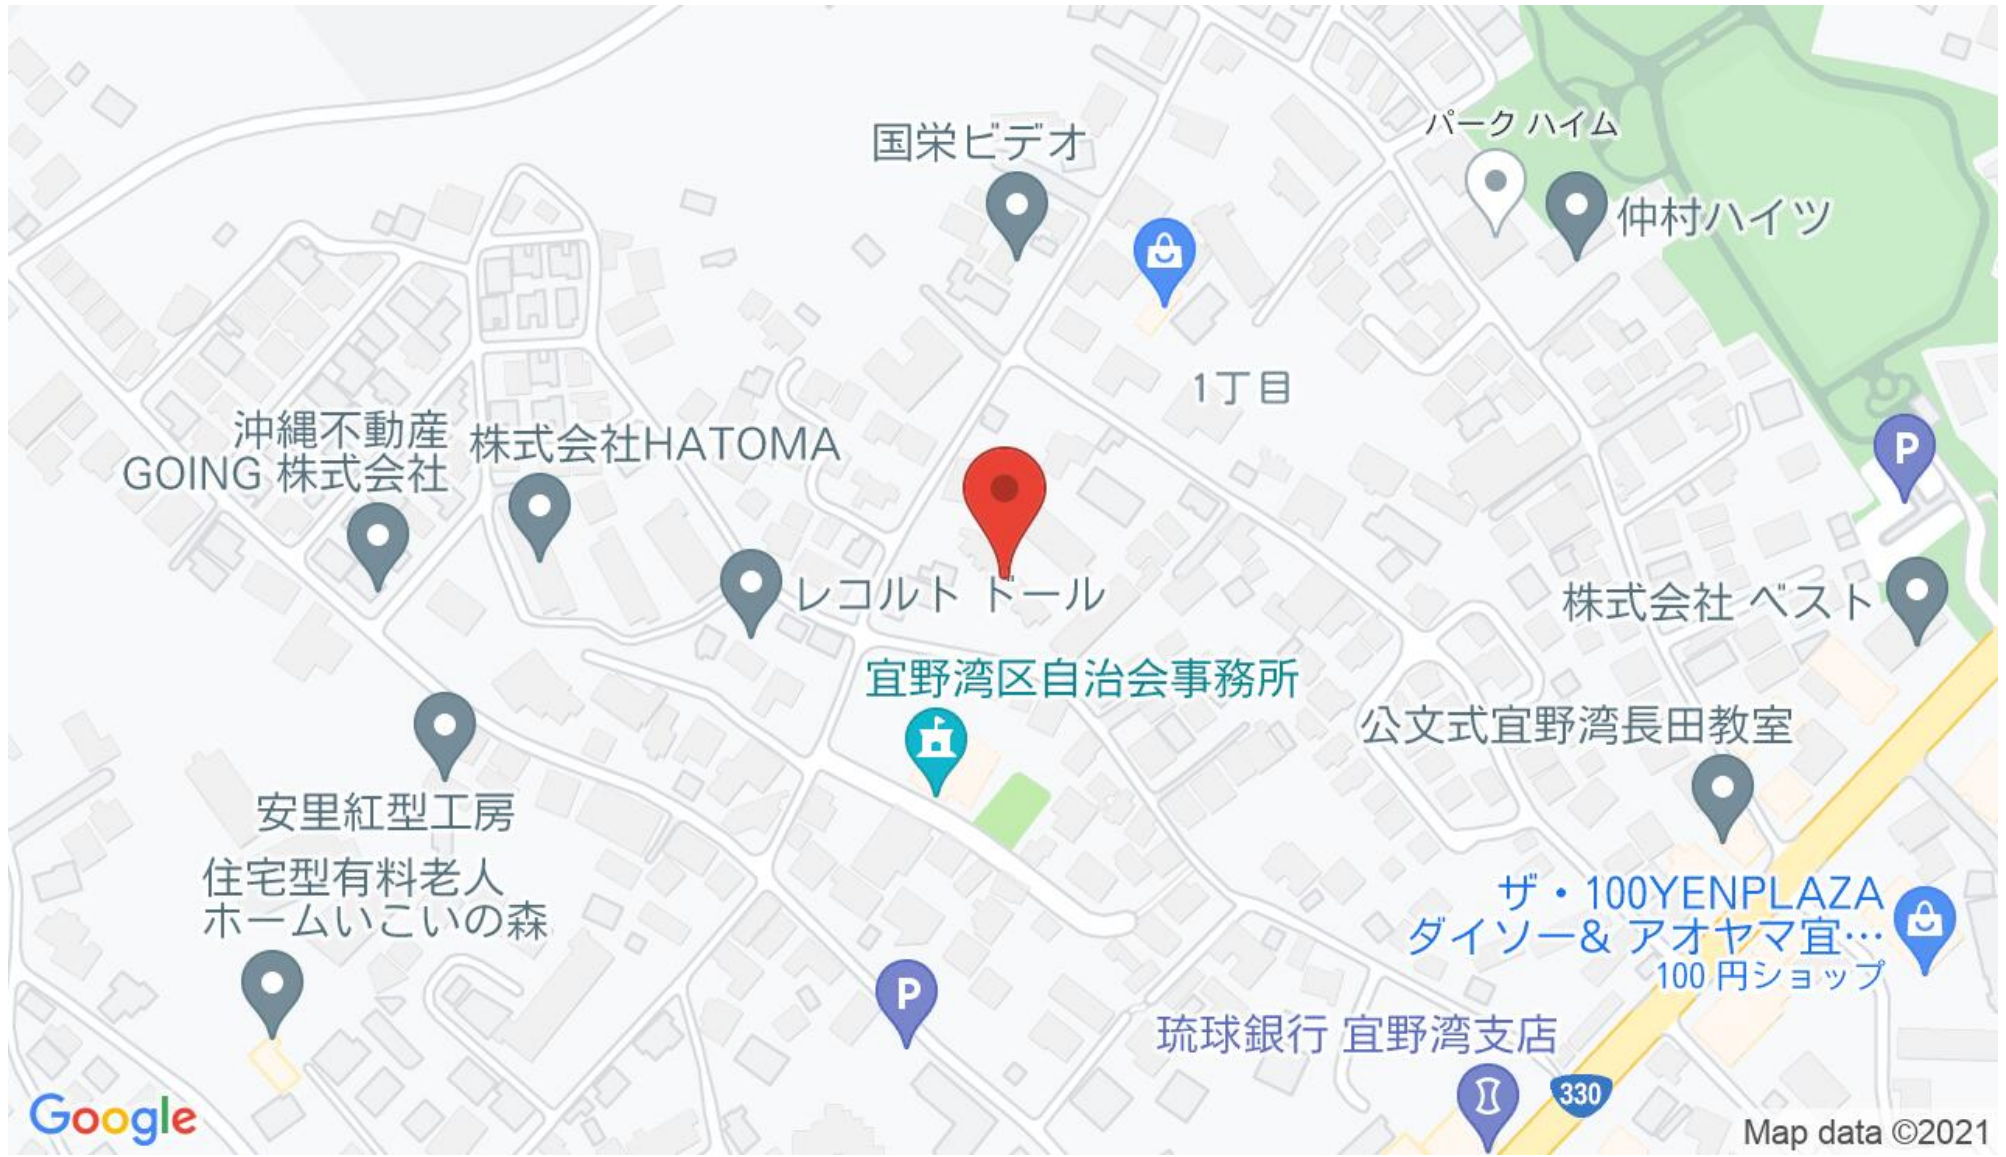 国栄ビデオ
パーク ハイム
仲村ハイツ
1丁目
沖縄不動産
GOING 株式会社
株式会社HATOMA
P
レコルト ドール
株式会社 ベスト
宜野湾区自治会事務所
公文式宜野湾長田教室
安里紅型工房
住宅型有料老人
ホームいこいの森
ザ・100YENPLAZA
ダイソー& アオヤマ宜…
100 円ショップ
P
琉球銀行 宜野湾支店
330
Google
Map data ©2021